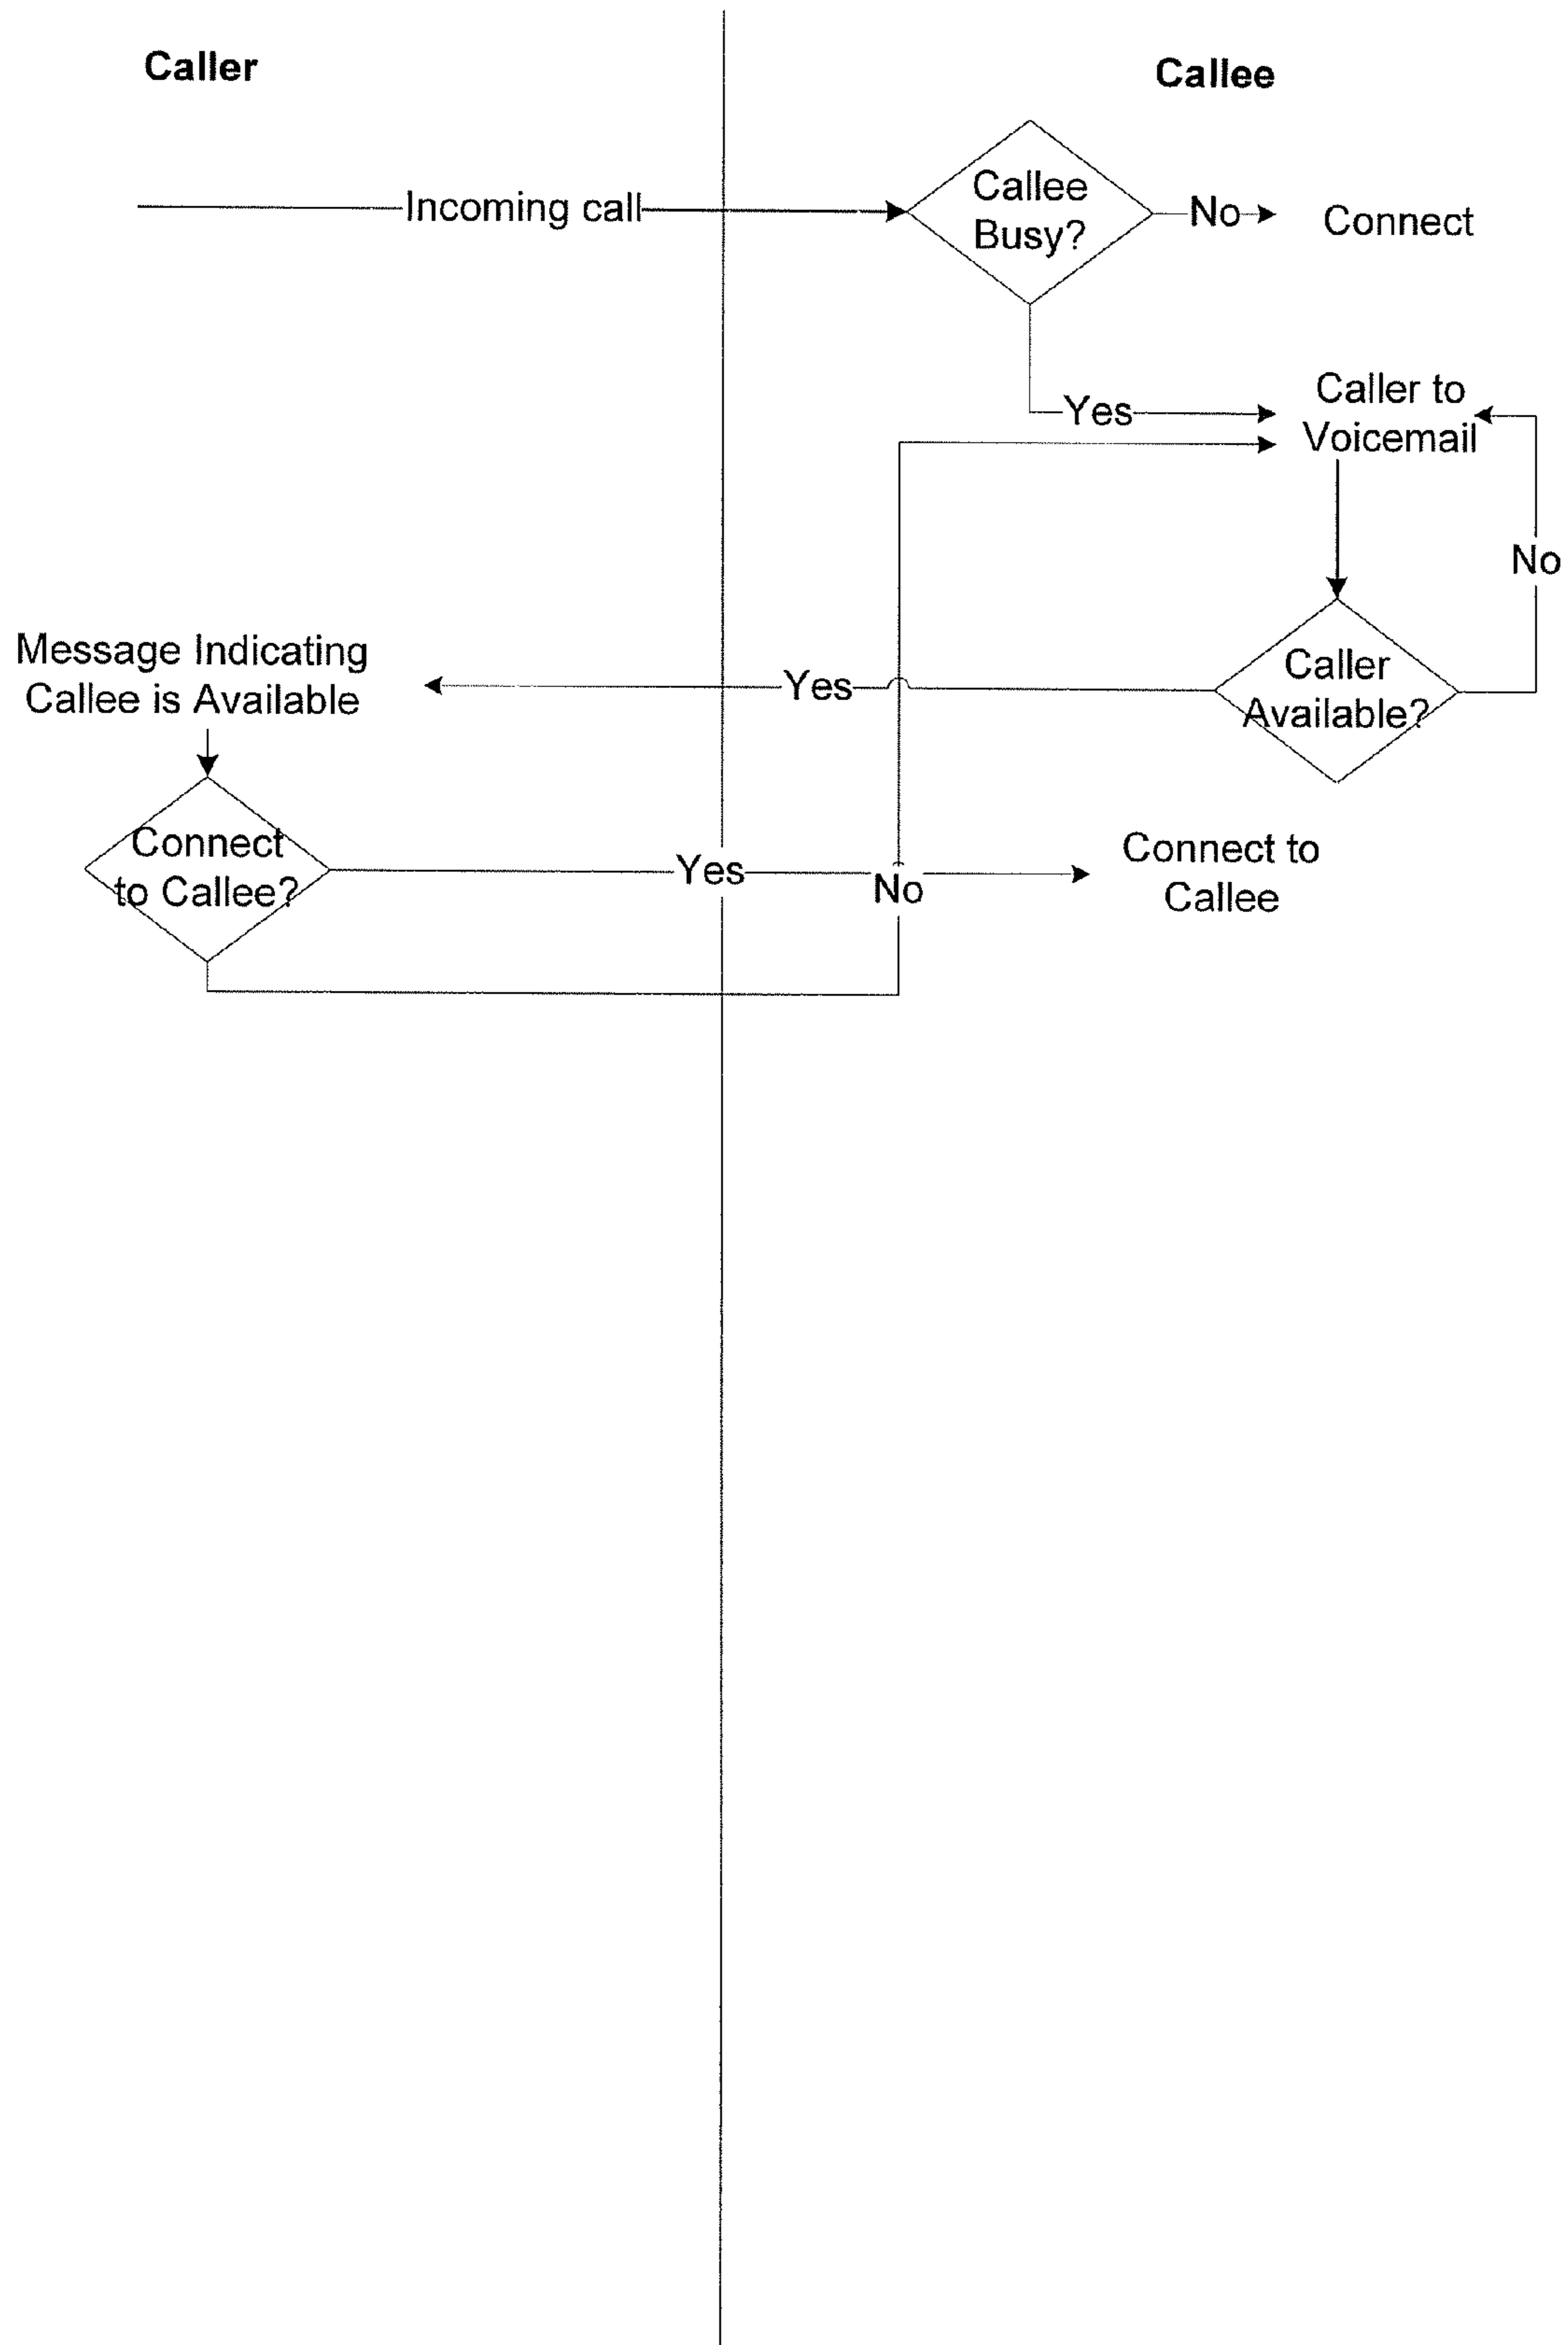 Caller
Callee
Incoming call
Callee
Busy?
No
Connect
Yes
Caller to
Voicemail
No
Message Indicating
Callee is Available
Yes
Caller
Available?
Connect
to Callee?
Yes
No
Connect to
Callee